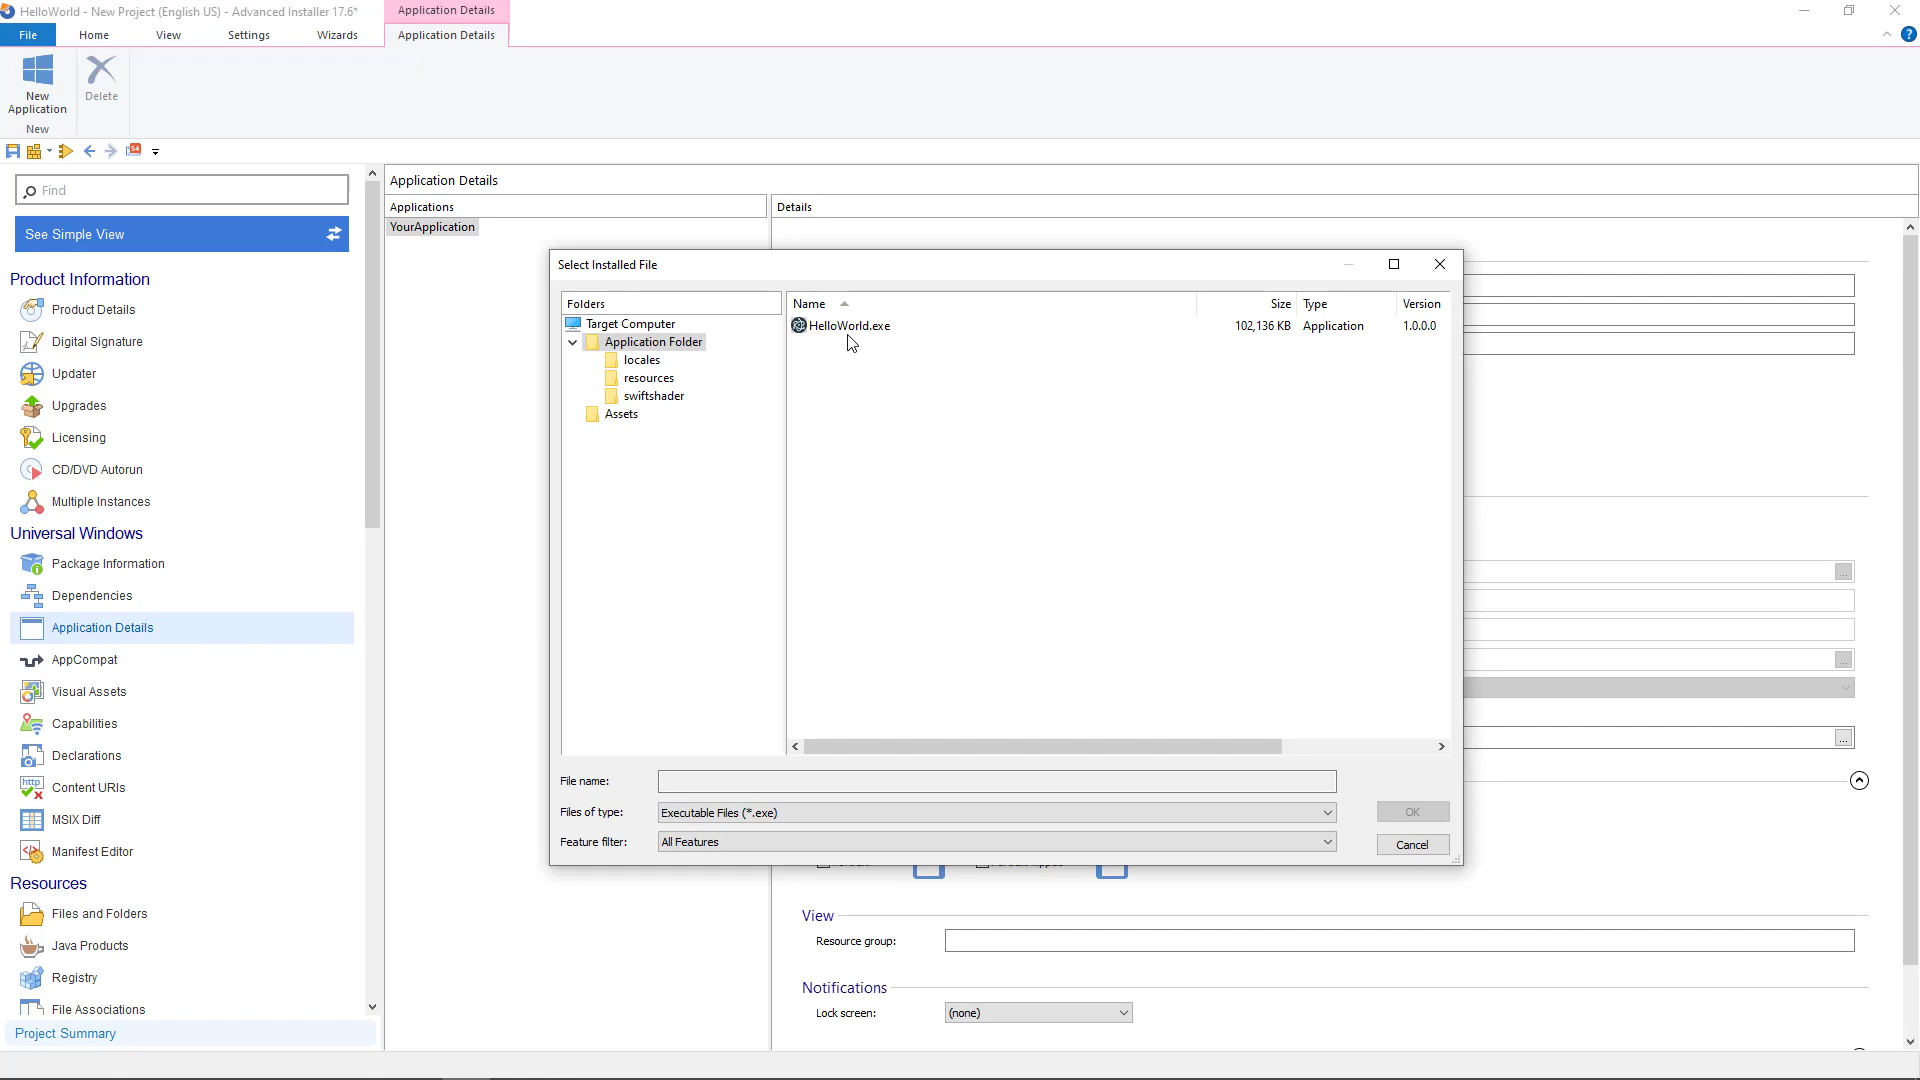 HelloWorld - New Project (English US) - Advanced Installer 17.6*
Application Details
File
Home
View
Settings
Wizards
Application Details
?
New
Application
Delete
New
54
Find
See Simple View
Product Information
Product Details
Digital Signature
Updater
Upgrades
Licensing
CD/DVD Autorun
Multiple Instances
Universal Windows
Package Information
Dependencies
Application Details
AppCompat
Visual Assets
Capabilities
Declarations
http
Content URIs
MSIX Diff
Manifest Editor
Resources
Files and Folders
Java Products
Registry
File Associations
Project Summary
Application Details
Applications
YourApplication
Details
Select Installed File
Folders
Target Computer
Application Folder
locales
resources
swiftshader
Assets
Name Size Type Version
HelloWorld.exe 102,136 KB Application 1.0.0.0
File name:
Files of type: Executable Files (*.exe)
OK
Feature filter: All Features
Cancel
...
...
...
View
Resource group:
Notifications
Lock screen: (none)